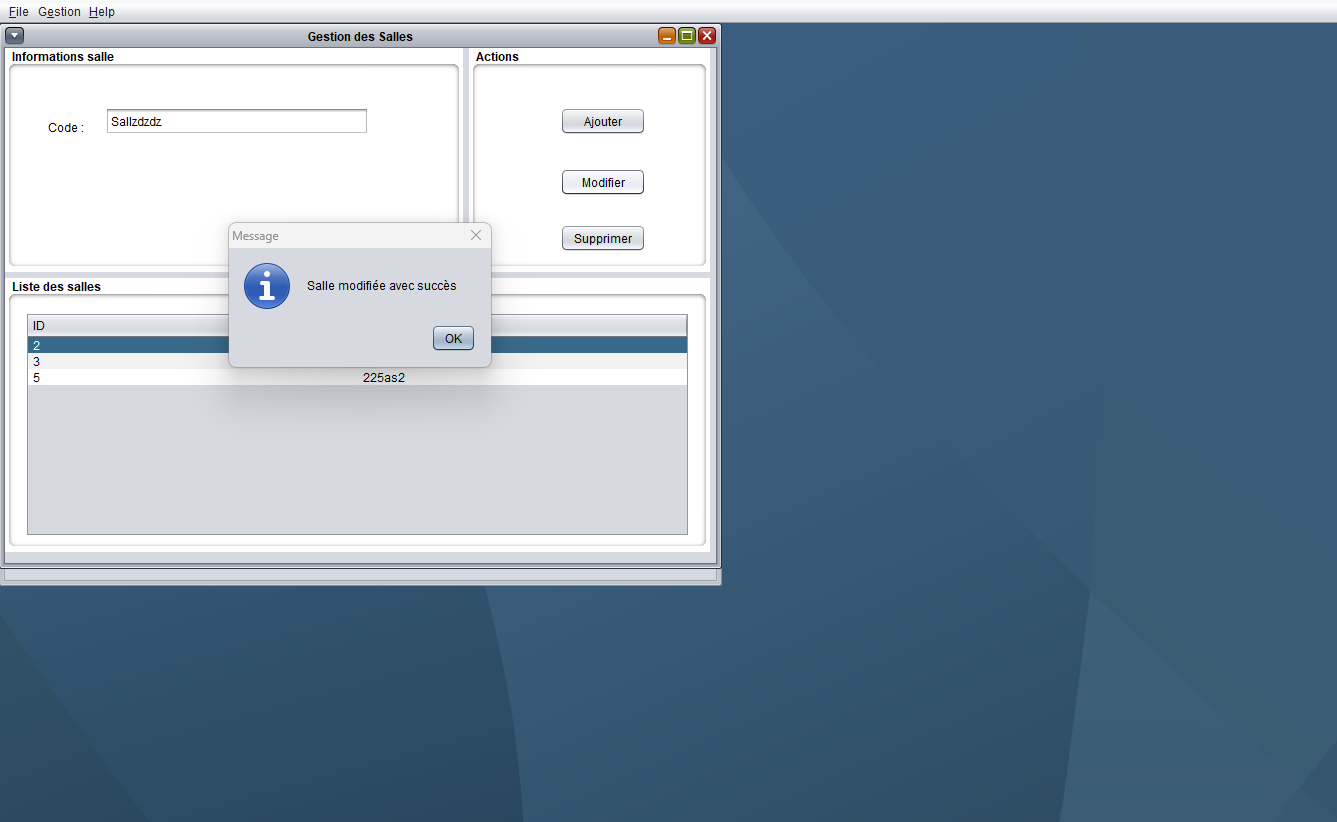 File Gestion Help
Gestion des Salles
Informations salle
Code :
Sallzdzdz
Actions
Ajouter
Modifier
Supprimer
Message
Salle modifiée avec succès
OK
Liste des salles
ID
2
3
5 225as2